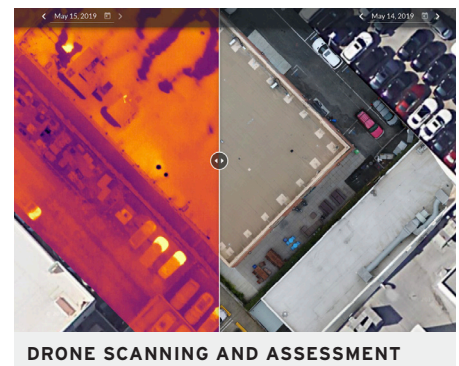 May 15, 2019
May 14, 2019
DRONE SCANNING AND ASSESSMENT